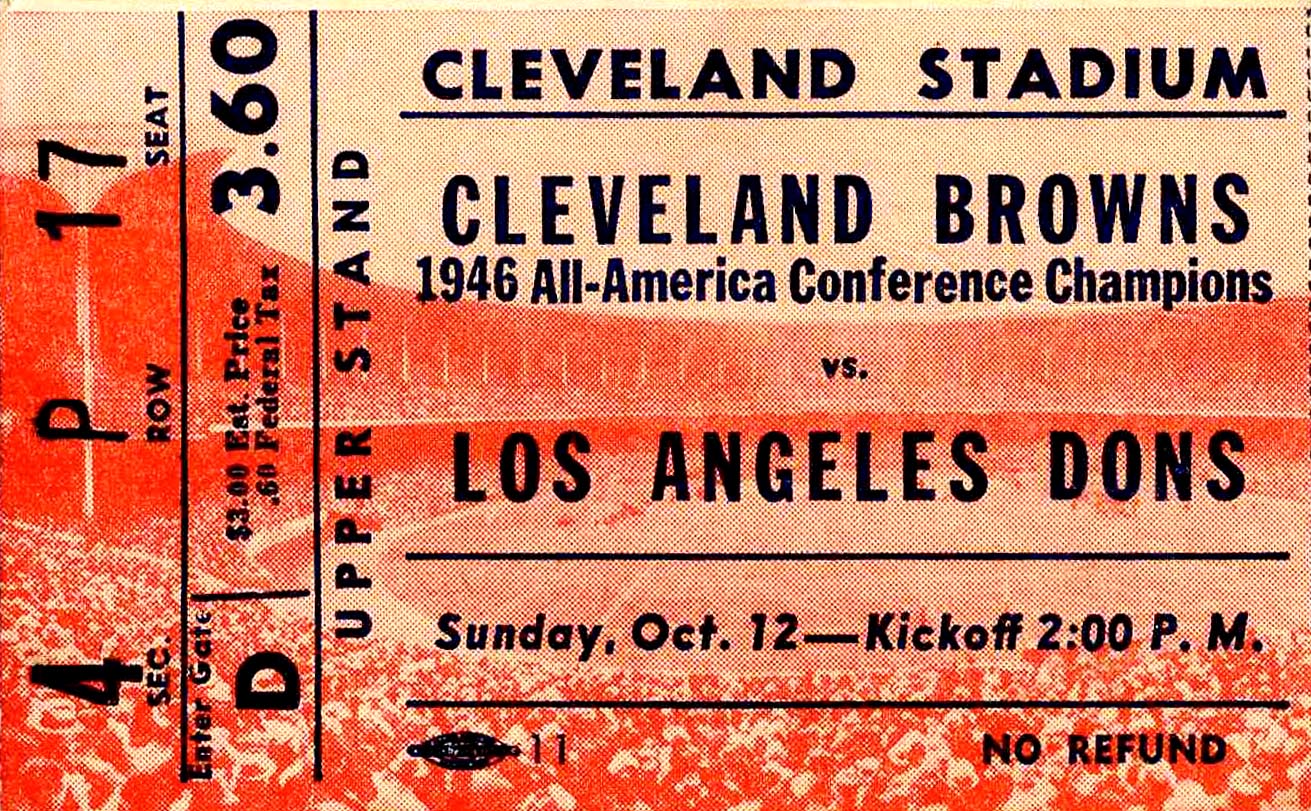 CLEVELAND STADIUM
CLEVELAND BROWNS
1946 All-America Conference Champions
vs.
LOS ANGELES DONS
Sunday, Oct. 12—Kickoff 2:00 P. M.
11
NO REFUND
UPPER STAND
3.60
$3.00 Est. Price
.60 Federal Tax
Enter Gate
D
SEAT
17
ROW
P
SEC.
4